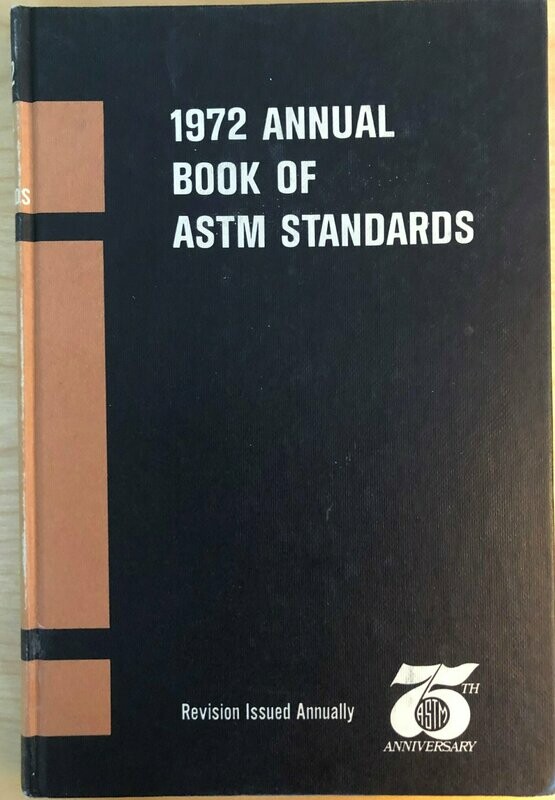 1972 ANNUAL
BOOK OF
ASTM STANDARDS
Revision Issued Annually
75TH
ASTM
ANNIVERSARY